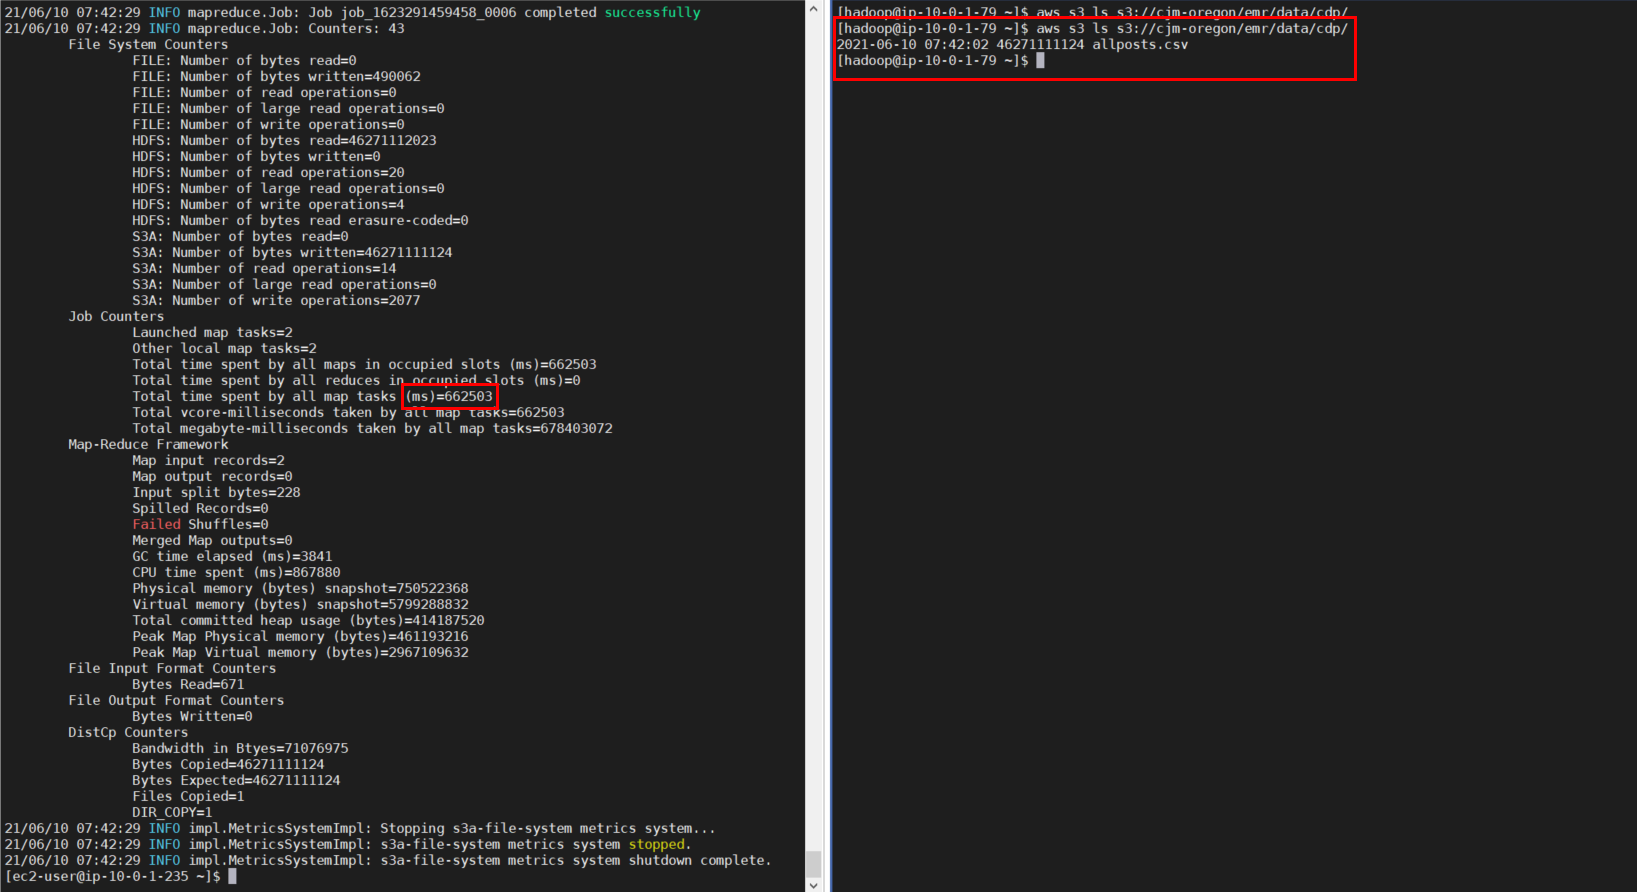 21/06/10 07:42:29 INFO mapreduce.Job: Job job_1623291459458_0006 completed successfully
21/06/10 07:42:29 INFO mapreduce.Job: Counters: 43
File System Counters
FILE: Number of bytes read=0
FILE: Number of bytes written=490062
FILE: Number of read operations=0
FILE: Number of large read operations=0
FILE: Number of write operations=0
HDFS: Number of bytes read=46271112023
HDFS: Number of bytes written=0
HDFS: Number of read operations=20
HDFS: Number of large read operations=0
HDFS: Number of write operations=4
HDFS: Number of bytes read erasure-coded=0
S3A: Number of bytes read=0
S3A: Number of bytes written=46271111124
S3A: Number of read operations=14
S3A: Number of large read operations=0
S3A: Number of write operations=2077
Job Counters
Launched map tasks=2
Other local map tasks=2
Total time spent by all maps in occupied slots (ms)=662503
Total time spent by all reduces in occupied slots (ms)=0
Total time spent by all map tasks (ms)=662503
Total vcore-milliseconds taken by all map tasks=662503
Total megabyte-milliseconds taken by all map tasks=678403072
Map-Reduce Framework
Map input records=2
Map output records=0
Input split bytes=228
Spilled Records=0
Failed Shuffles=0
Merged Map outputs=0
GC time elapsed (ms)=3841
CPU time spent (ms)=867880
Physical memory (bytes) snapshot=750522368
Virtual memory (bytes) snapshot=5799288832
Total committed heap usage (bytes)=414187520
Peak Map Physical memory (bytes)=461193216
Peak Map Virtual memory (bytes)=2967109632
File Input Format Counters
Bytes Read=671
File Output Format Counters
Bytes Written=0
DistCp Counters
Bandwidth in Btyes=71076975
Bytes Copied=46271111124
Bytes Expected=46271111124
Files Copied=1
DIR_COPY=1
21/06/10 07:42:29 INFO impl.MetricsSystemImpl: Stopping s3a-file-system metrics system...
21/06/10 07:42:29 INFO impl.MetricsSystemImpl: s3a-file-system metrics system stopped.
21/06/10 07:42:29 INFO impl.MetricsSystemImpl: s3a-file-system metrics system shutdown complete.
[ec2-user@ip-10-0-1-235 ~]$
[hadoop@ip-10-0-1-79 ~]$ aws s3 ls s3://cjm-oregon/emr/data/cdp/
[hadoop@ip-10-0-1-79 ~]$ aws s3 ls s3://cjm-oregon/emr/data/cdp/
2021-06-10 07:42:02 46271111124 allposts.csv
[hadoop@ip-10-0-1-79 ~]$